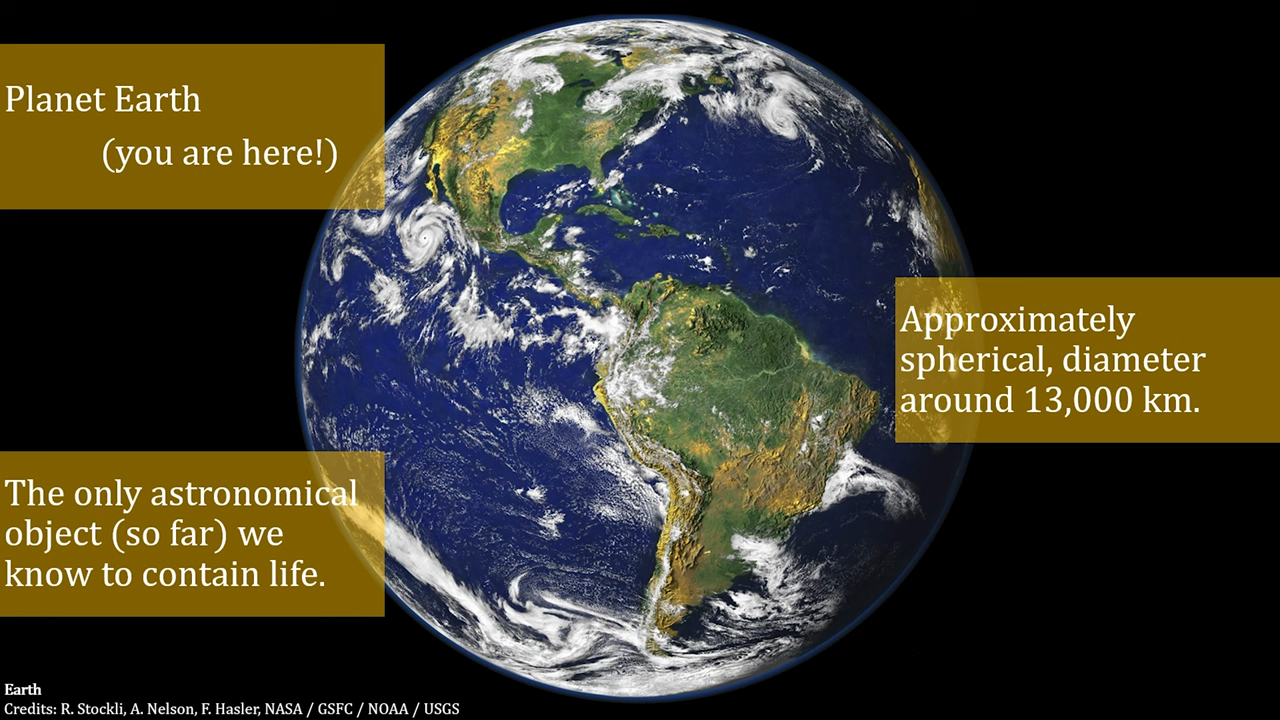 Planet Earth
(you are here!)
Approximately
spherical, diameter
around 13,000 km.
The only astronomical
object (so far) we
know to contain life.
Earth
Credits: R. Stockli, A. Nelson, F. Hasler, NASA / GSFC / NOAA / USGS